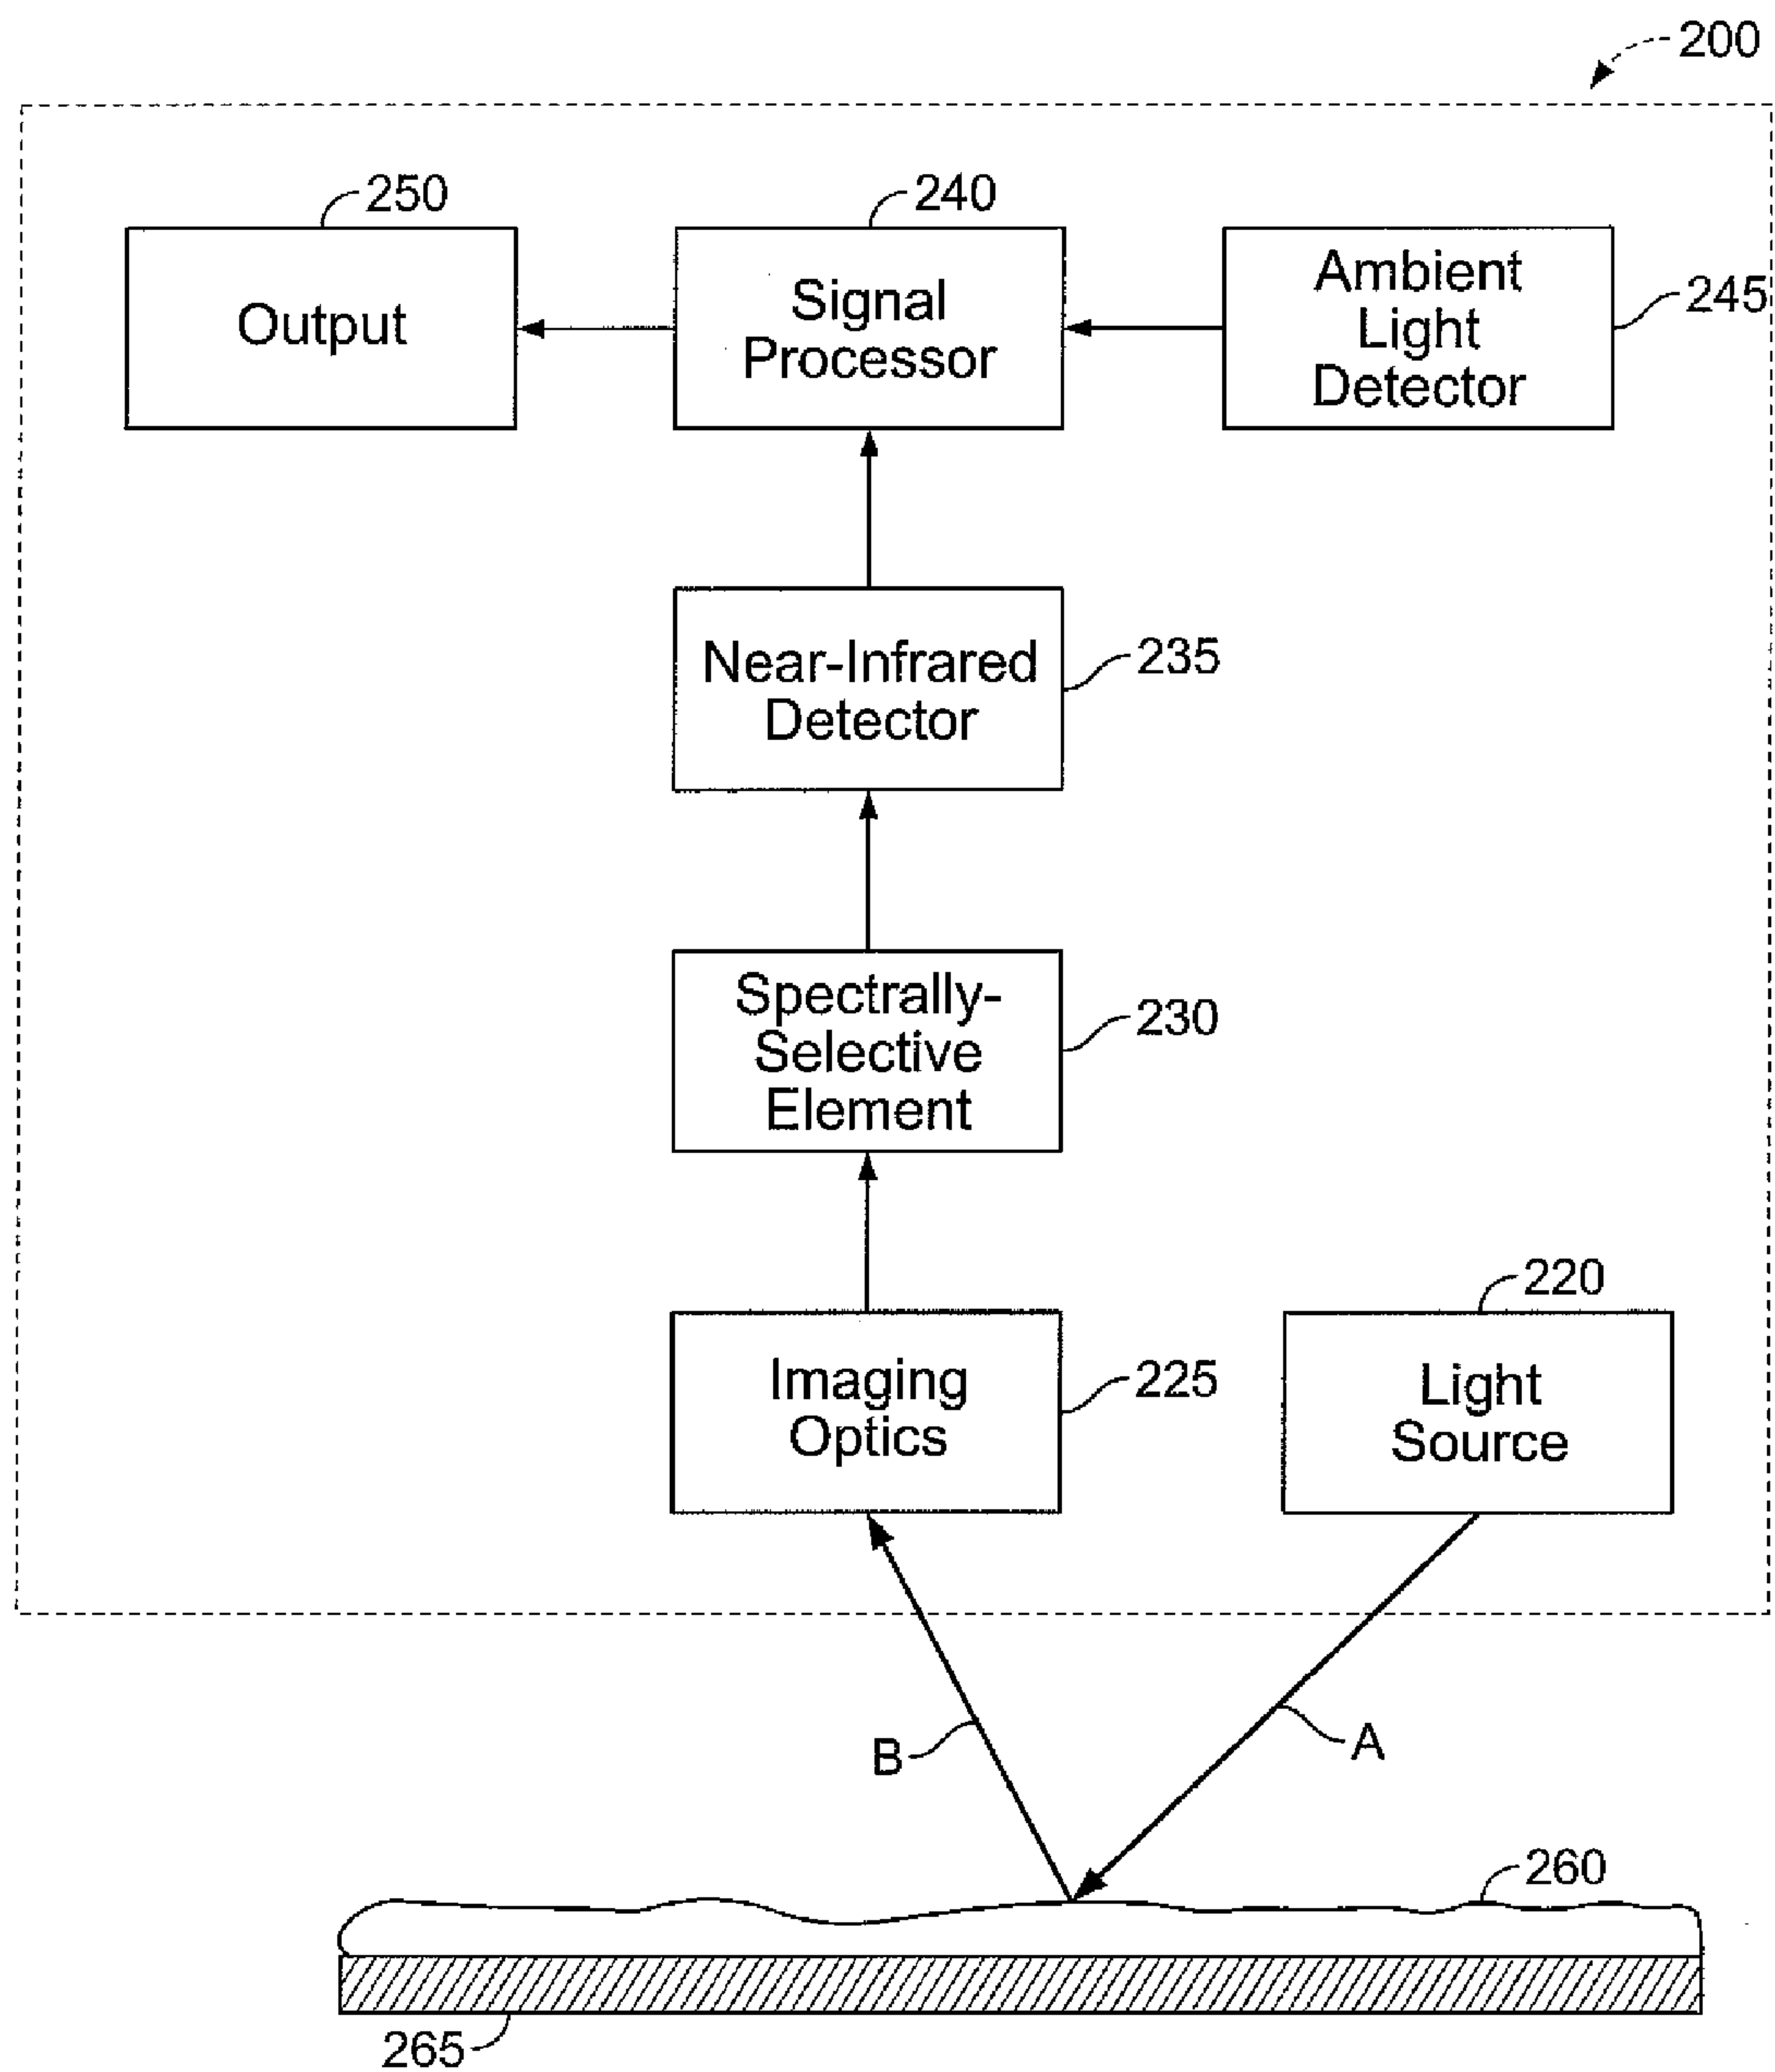 200
250
240
Output
Signal
Processor
Ambient
Light
Detector
245
Near-Infrared
Detector
235
Spectrally-
Selective
Element
230
220
Imaging
Optics
225
Light
Source
B
A
260
265